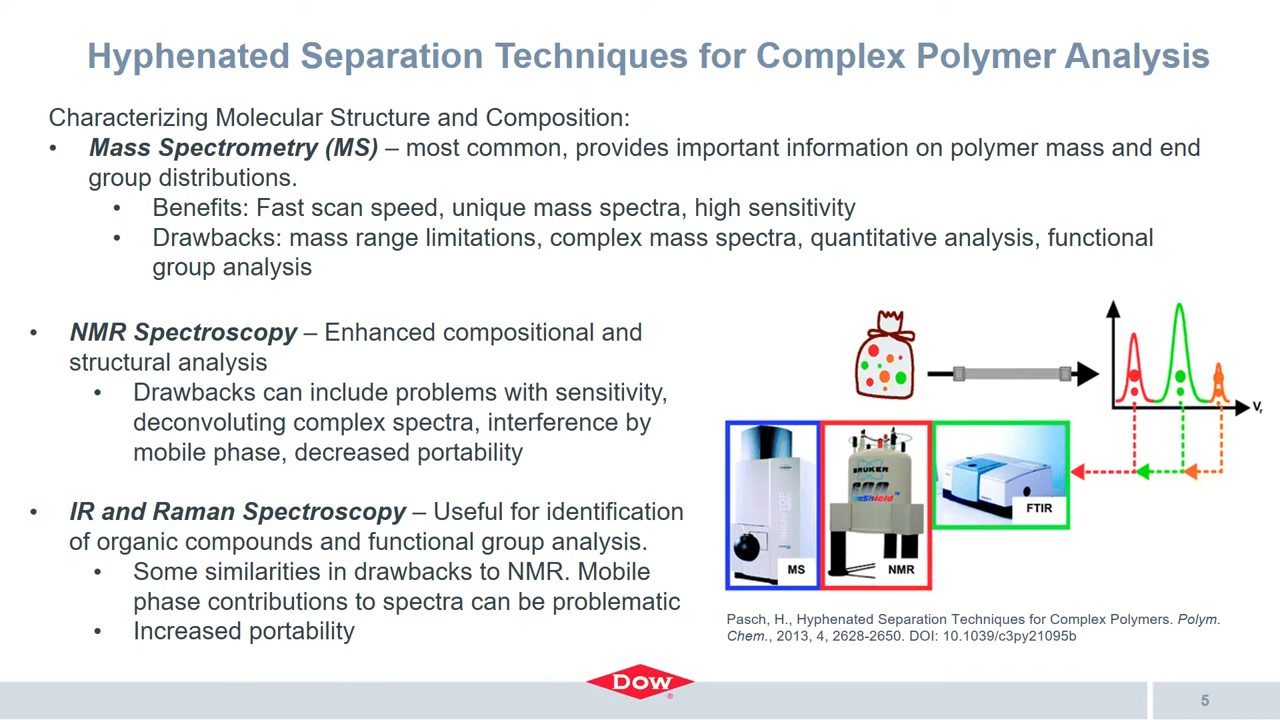 Hyphenated Separation Techniques for Complex Polymer Analysis
Characterizing Molecular Structure and Composition:
• Mass Spectrometry (MS) – most common, provides important information on polymer mass and end
group distributions.
• Benefits: Fast scan speed, unique mass spectra, high sensitivity
• Drawbacks: mass range limitations, complex mass spectra, quantitative analysis, functional
group analysis
• NMR Spectroscopy – Enhanced compositional and
structural analysis
• Drawbacks can include problems with sensitivity,
deconvoluting complex spectra, interference by
mobile phase, decreased portability
• IR and Raman Spectroscopy – Useful for identification
of organic compounds and functional group analysis.
• Some similarities in drawbacks to NMR. Mobile
phase contributions to spectra can be problematic
• Increased portability
Vr
BRUKER
600
microTOF
MS
NMR
FTIR
Pasch, H., Hyphenated Separation Techniques for Complex Polymers. Polym.
Chem., 2013, 4, 2628-2650. DOI: 10.1039/c3py21095b
DOW
®
5